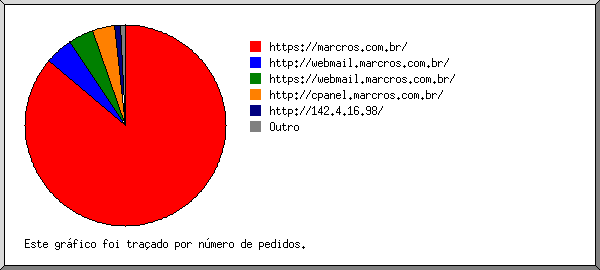 https://marcros.com.br/
http://webmail.marcros.com.br/
https://webmail.marcros.com.br/
http://cpanel.marcros.com.br/
http://142.4.16.98/
Outro
Este gráfico foi traçado por número de pedidos.